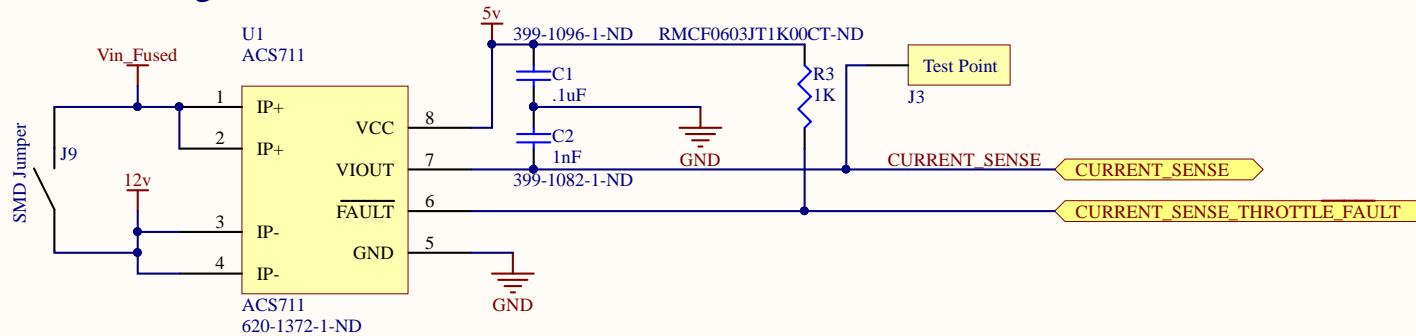 U1
ACS711
Vin_Fused
5v
399-1096-1-ND
RMCF0603JT1K00CT-ND
Test Point
J3
C1
.1uF
R3
1K
1
IP+
2
IP+
VCC
8
C2
1nF
399-1082-1-ND
GND
VIOUT
7
CURRENT_SENSE
CURRENT_SENSE
SMD Jumper
J9
12v
FAULT
6
CURRENT_SENSE_THROTTLE_FAULT
3
IP-
4
IP-
GND
5
GND
ACS711
620-1372-1-ND